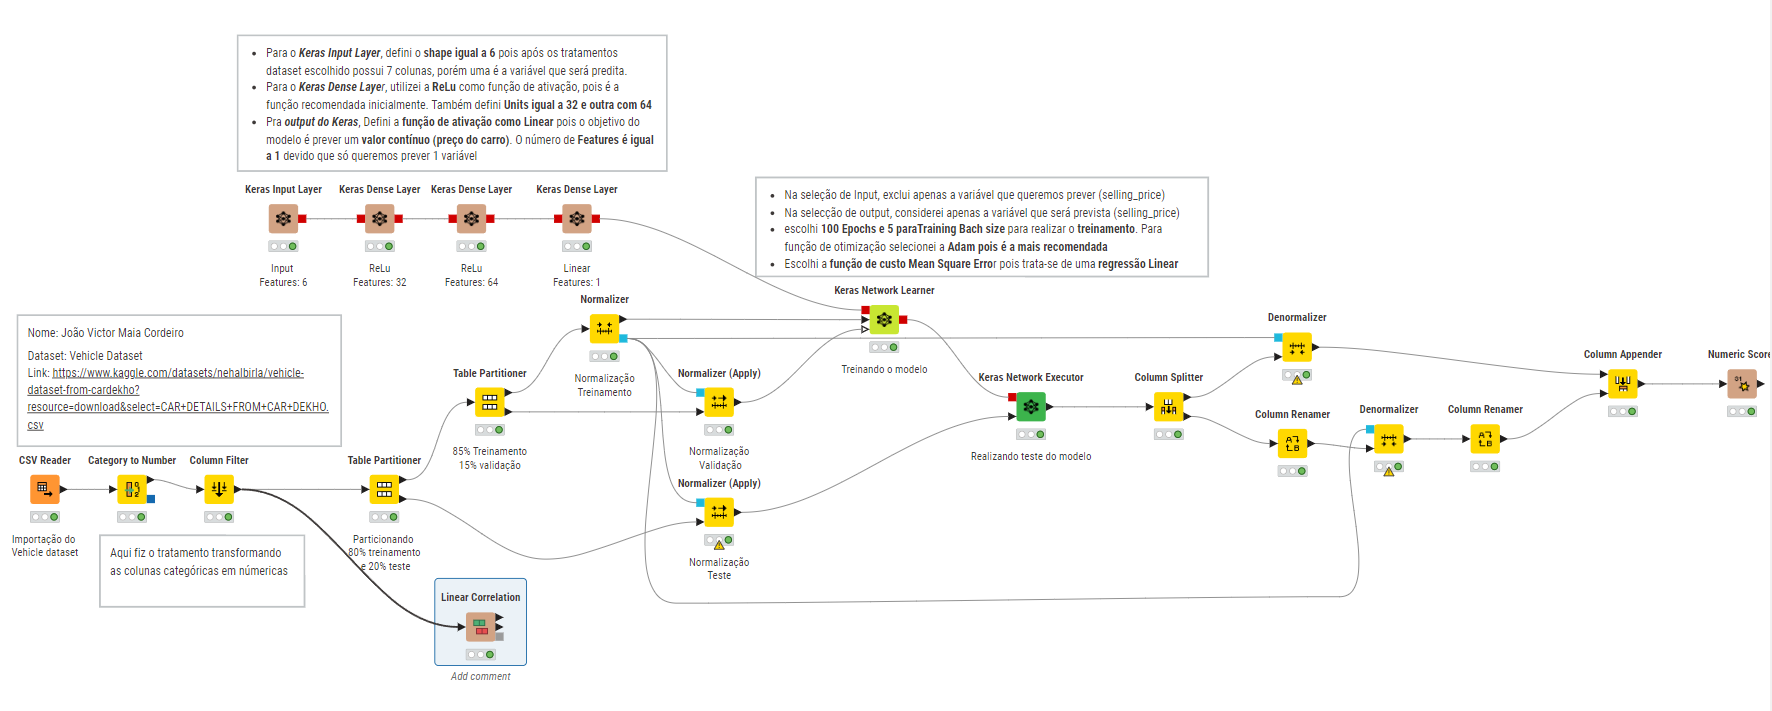 Para o Keras Input Layer, defini o shape igual a 6 pois após os tratamentos
dataset escolhido possui 7 colunas, porém uma é a variável que será predita.
Para o Keras Dense Layer, utilizei a ReLu como função de ativação, pois é a
função recomendada inicialmente. Também defini Units igual a 32 e outra com 64
Pra output do Keras, Defini a função de ativação como Linear pois o objetivo do
modelo é prever um valor contínuo (preço do carro). O número de Features é igual
a 1 devido que só queremos prever 1 variável
Keras Input Layer
Keras Dense Layer
Keras Dense Layer
Keras Dense Layer
Input
Features: 6
ReLu
Features: 32
ReLu
Features: 64
Linear
Features: 1
Na seleção de Input, exclui apenas a variável que queremos prever (selling_price)
Na selecção de output, considerei apenas a variável que será prevista (selling_price)
escolhi 100 Epochs e 5 paraTraining Bach size para realizar o treinamento. Para
função de otimização selecionei a Adam pois é a mais recomendada
Escolhi a função de custo Mean Square Error pois trata-se de uma regressão Linear
Nome: João Victor Maia Cordeiro
Dataset: Vehicle Dataset
Link: https://www.kaggle.com/datasets/nehalbirla/vehicle-
dataset-from-cardekho?
resource=download&select=CAR+DETAILS+FROM+CAR+DEKHO.
csv
Normalizer
Normalização
Treinamento
Keras Network Learner
Treinando o modelo
Table Partitioner
85% Treinamento
15% validação
Normalizer (Apply)
Normalização
Validação
Normalizer (Apply)
Normalização
Teste
Keras Network Executor
Realizando teste do modelo
Column Splitter
Denormalizer
Column Renamer
Denormalizer
Column Renamer
Column Appender
Numeric Score
CSV Reader
Importação do
Vehicle dataset
Category to Number
Column Filter
Table Partitioner
Particionando
80% treinamento
e 20% teste
Aqui fiz o tratamento transformando
as colunas categóricas em númericas
Linear Correlation
Add comment